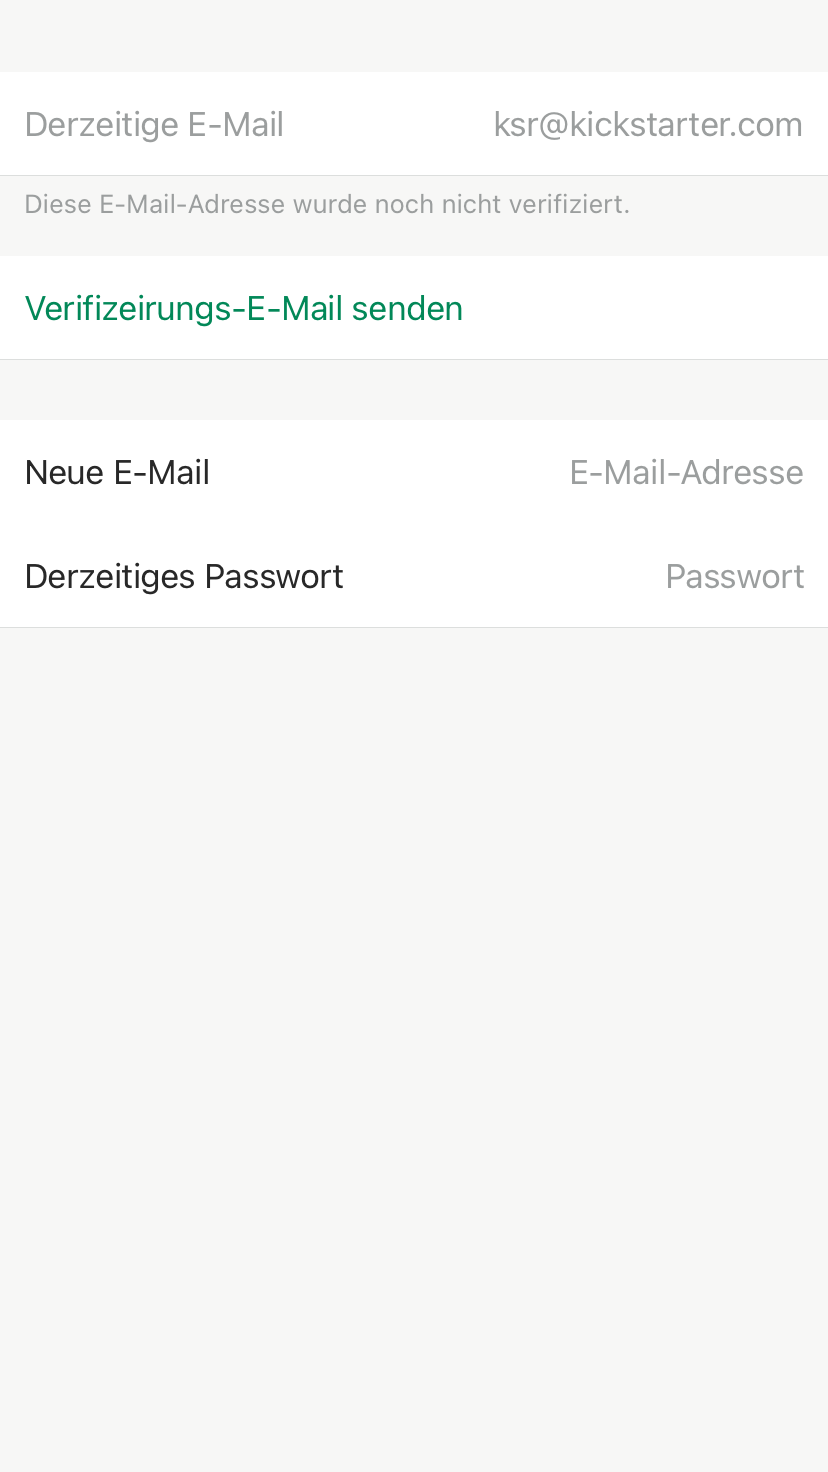 Derzeitige E-Mail ksr@kickstarter.com
Diese E-Mail-Adresse wurde noch nicht verifiziert.
Verifizeirungs-E-Mail senden
Neue E-Mail E-Mail-Adresse
Derzeitiges Passwort Passwort